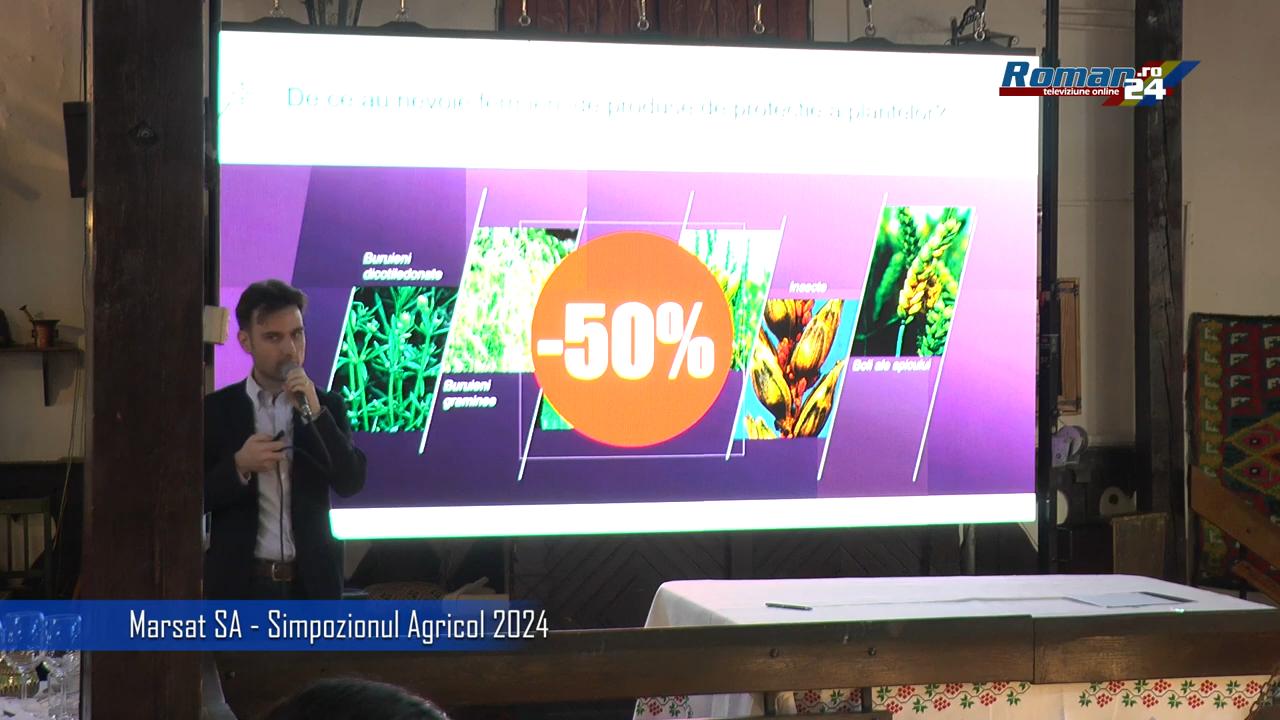 De ce au nevoie fermierii de produse de protectie a plantelor?
Roman .ro
televiziune online 24
Buruieni
dicotiledonate
Insecte
-50%
Boli ale spicului
Buruieni
graminee
Marsat SA - Simpozionul Agricol 2024